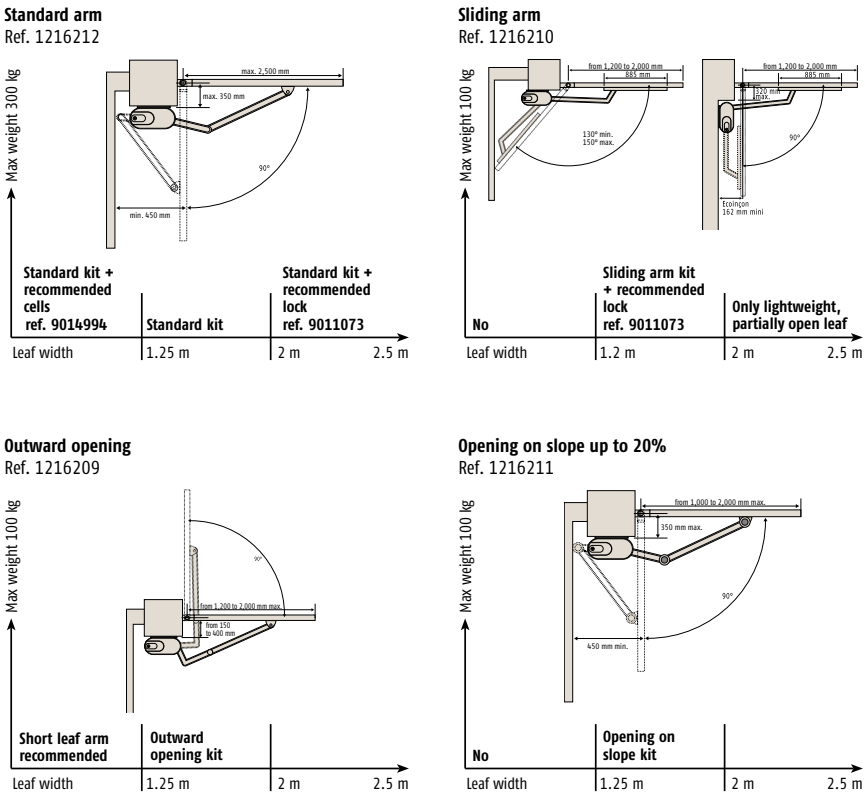 Standard arm
Ref. 1216212
Max weight 300 kg
max. 2,500 mm
max. 350 mm
90°
min. 450 mm
Standard kit +
recommended
cells
ref. 9014994
Standard kit
Standard kit +
recommended
lock
ref. 9011073
Leaf width
1.25 m
2 m
2.5 m
Sliding arm
Ref. 1216210
Max weight 100 kg
from 1,200 to 2,000 mm
885 mm
130° min.
150° max.
from 1,200 to 2,000 mm
885 mm
320 mm
max.
90°
Ecoinçon
162 mm mini
No
Sliding arm kit
+ recommended
lock
ref. 9011073
Only lightweight,
partially open leaf
Leaf width
1.2 m
2 m
2.5 m
Outward opening
Ref. 1216209
Max weight 100 kg
90°
from 1,200 to 2,000 mm max.
from 150
to 400 mm
Short leaf arm
recommended
Outward
opening kit
Leaf width
1.25 m
2 m
2.5 m
Opening on slope up to 20%
Ref. 1216211
Max weight 100 kg
from 1,000 to 2,000 mm max.
350 mm max.
90°
450 mm min.
No
Opening on
slope kit
Leaf width
1.25 m
2 m
2.5 m